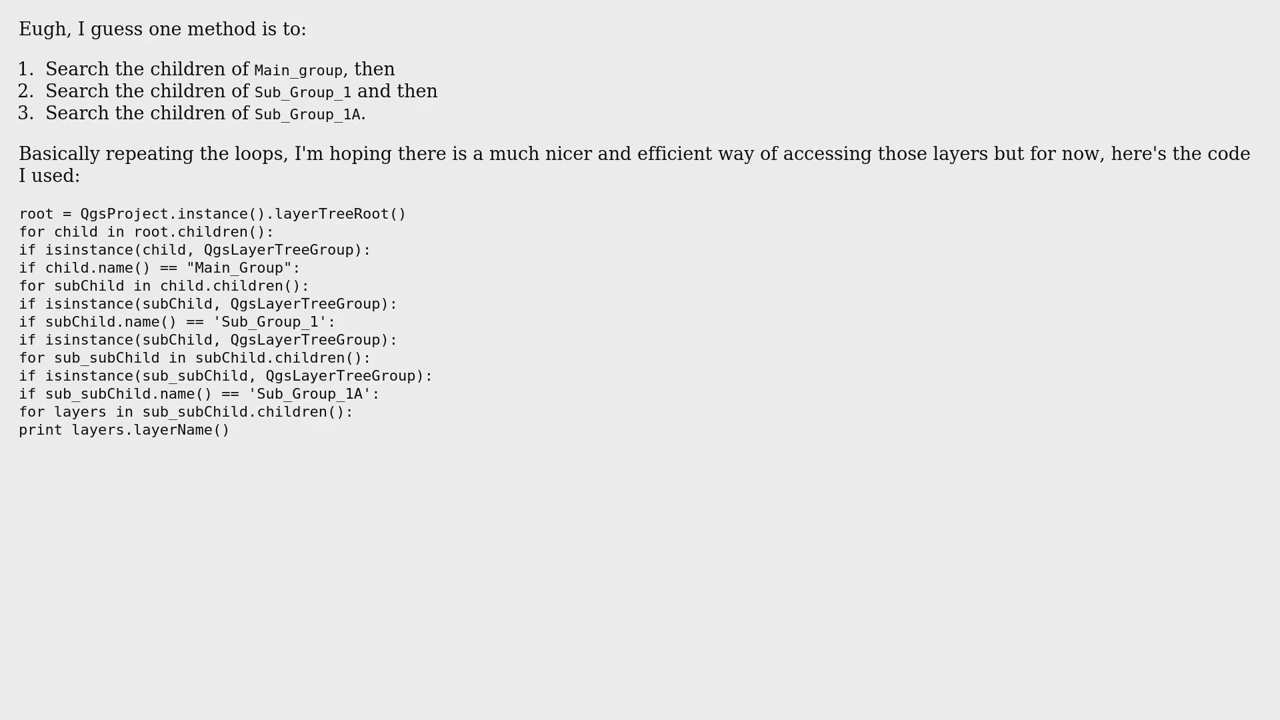 Eugh, I guess one method is to:
1. Search the children of Main_group, then
2. Search the children of Sub_Group_1 and then
3. Search the children of Sub_Group_1A.
Basically repeating the loops, I'm hoping there is a much nicer and efficient way of accessing those layers but for now, here's the code
I used:
root = QgsProject.instance().layerTreeRoot()
for child in root.children():
if isinstance(child, QgsLayerTreeGroup):
if child.name() == "Main_Group":
for subChild in child.children():
if isinstance(subChild, QgsLayerTreeGroup):
if subChild.name() == 'Sub_Group_1':
if isinstance(subChild, QgsLayerTreeGroup):
for sub_subChild in subChild.children():
if isinstance(sub_subChild, QgsLayerTreeGroup):
if sub_subChild.name() == 'Sub_Group_1A':
for layers in sub_subChild.children():
print layers.layerName()